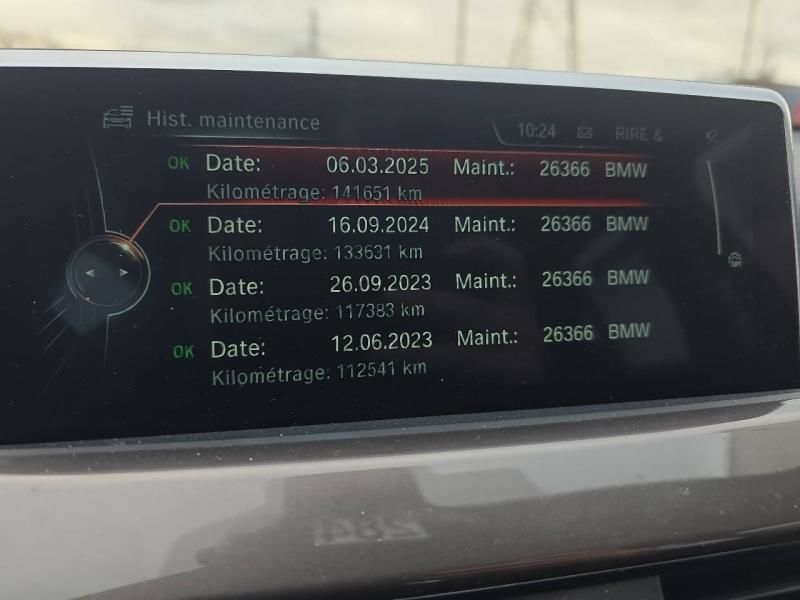 Hist. maintenance
10:24 RIRE &
OK Date: 06.03.2025 Maint.: 26366 BMW
Kilométrage: 141651 km
OK Date: 16.09.2024 Maint.: 26366 BMW
Kilométrage: 133631 km
OK Date: 26.09.2023 Maint.: 26366 BMW
Kilométrage: 117383 km
OK Date: 12.06.2023 Maint.: 26366 BMW
Kilométrage: 112541 km